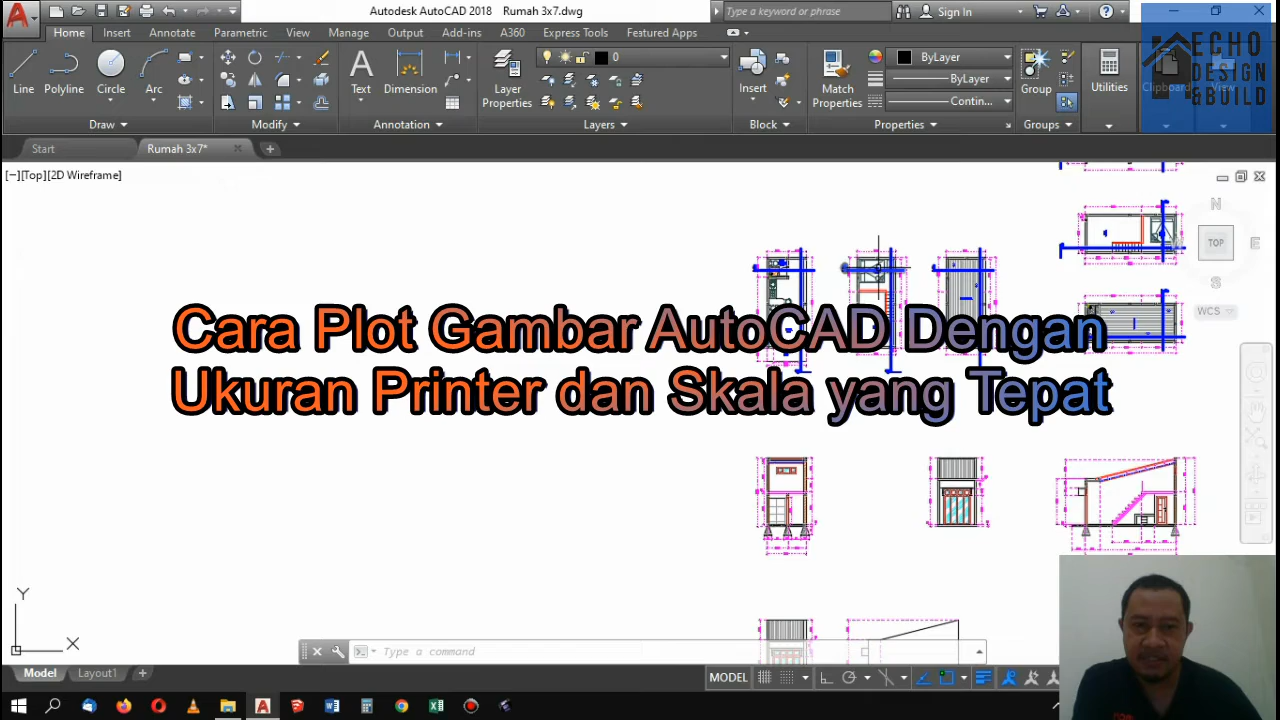 Autodesk AutoCAD 2018 Rumah 3x7.dwg
Type a keyword or phrase
Sign In
Home Insert Annotate Parametric View Manage Output Add-ins A360 Express Tools Featured Apps
Line Polyline Circle Arc
Draw
Modify
Text Dimension
Annotation
Layer Properties
0
Layers
Insert
Block
Match Properties
ByLayer
ByLayer
Contin...
Properties
Group
Groups
Utilities
Clipboard
View
ECHO
DESIGN
&BUILD
Start
Rumah 3x7*
[−][Top][2D Wireframe]
N
TOP
E
S
WCS
Cara Plot Gambar AutoCAD Dengan
Ukuran Printer dan Skala yang Tepat
Y
X
Type a command
Model Layout1
MODEL